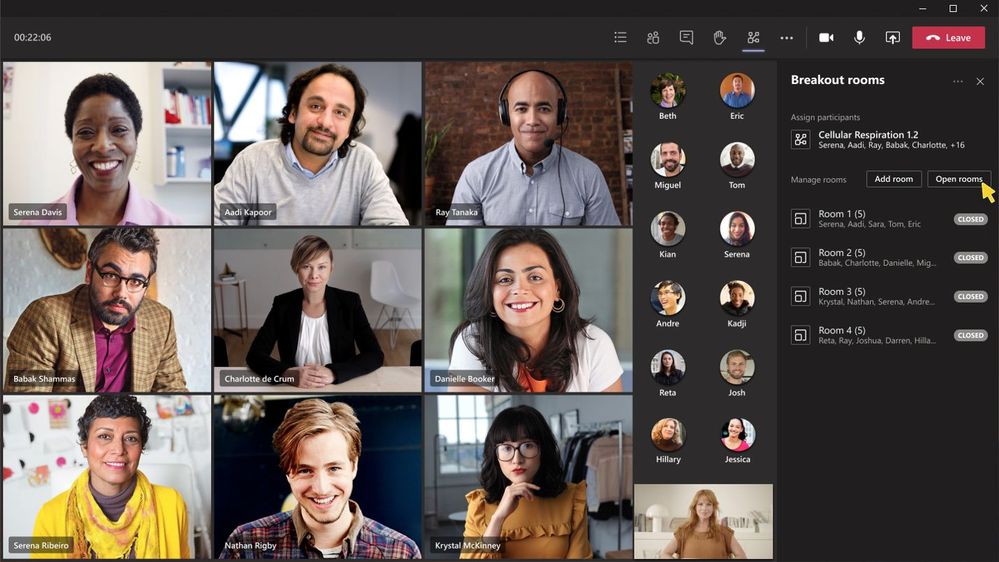 00:22:06
Leave
Serena Davis
Aadi Kapoor
Ray Tanaka
Babak Shammas
Charlotte de Crum
Danielle Booker
Serena Ribeiro
Nathan Rigby
Krystal McKinney
Beth
Eric
Miguel
Tom
Kian
Serena
Andre
Kadji
Reta
Josh
Hillary
Jessica
Breakout rooms
Assign participants
Cellular Respiration 1.2
Serena, Aadi, Ray, Babak, Charlotte, +16
Manage rooms
Add room
Open rooms
Room 1 (5)
Serena, Aadi, Sara, Tom, Eric
CLOSED
Room 2 (5)
Babak, Charlotte, Danielle, Mig...
CLOSED
Room 3 (5)
Krystal, Nathan, Serena, Andre...
CLOSED
Room 4 (5)
Reta, Ray, Joshua, Darren, Hilla...
CLOSED